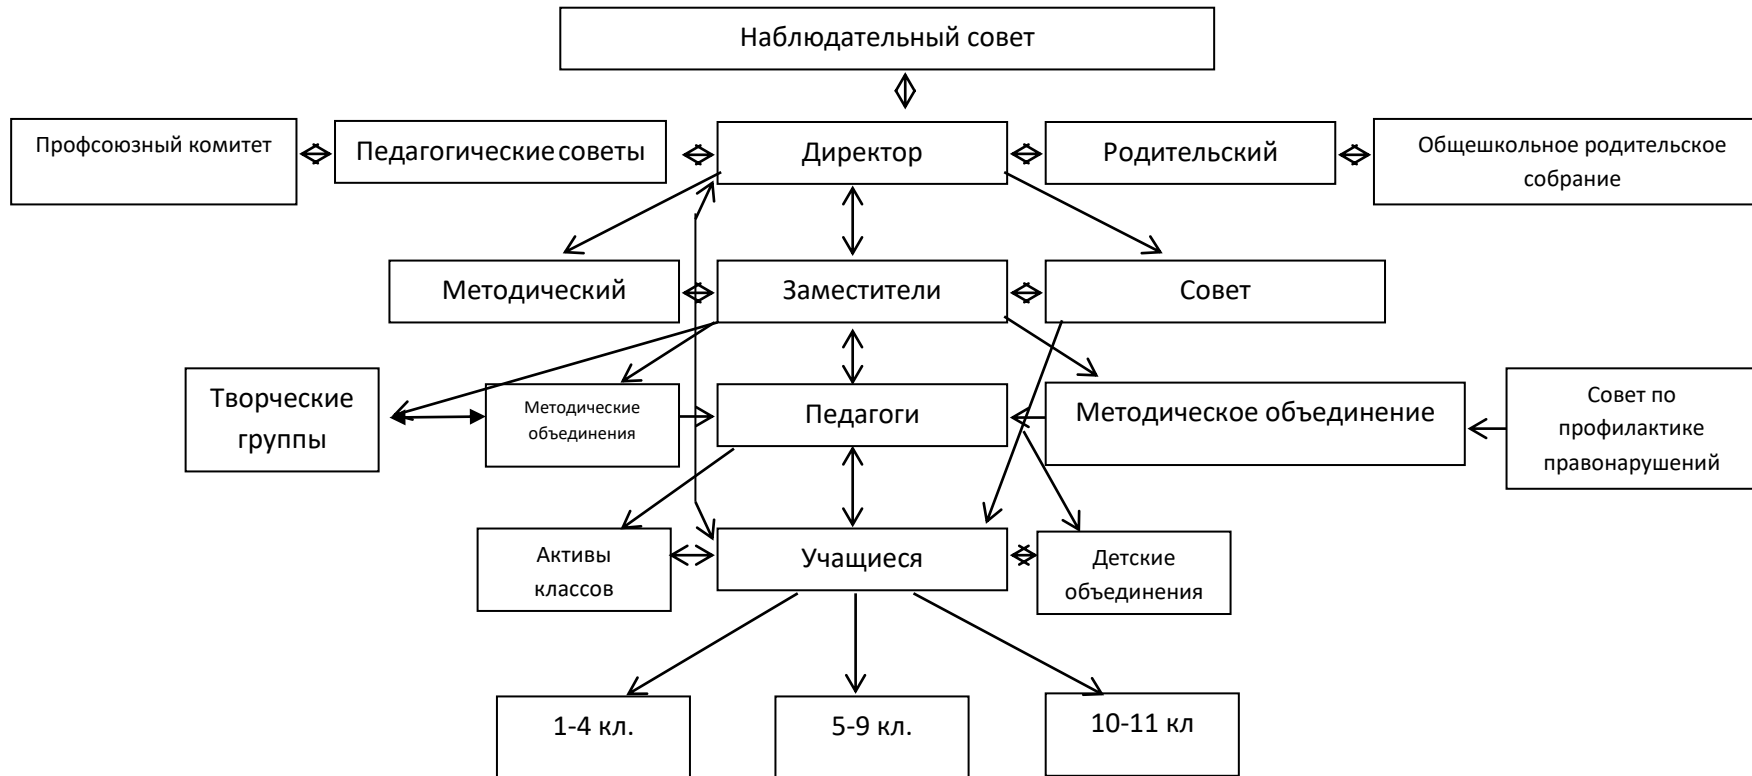 Наблюдательный совет
Профсоюзный комитет
Педагогические советы
Директор
Родительский
Общешкольное родительское
собрание
Методический
Заместители
Совет
Творческие
группы
Методические
объединения
Педагоги
Методическое объединение
Совет по
профилактике
правонарушений
Активы
классов
Учащиеся
Детские
объединения
1-4 кл.
5-9 кл.
10-11 кл